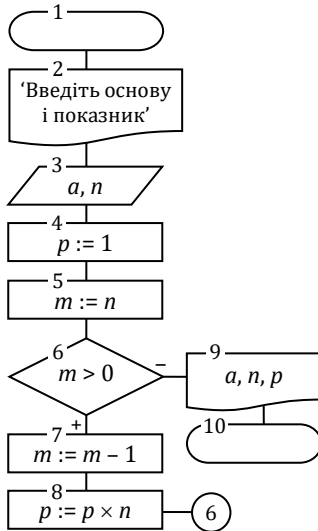 1
2
‘Введіть основу
і показник’
3
a, n
4
p := 1
5
m := n
6
m > 0
–
+
9
a, n, p
10
7
m := m – 1
8
p := p × n
6